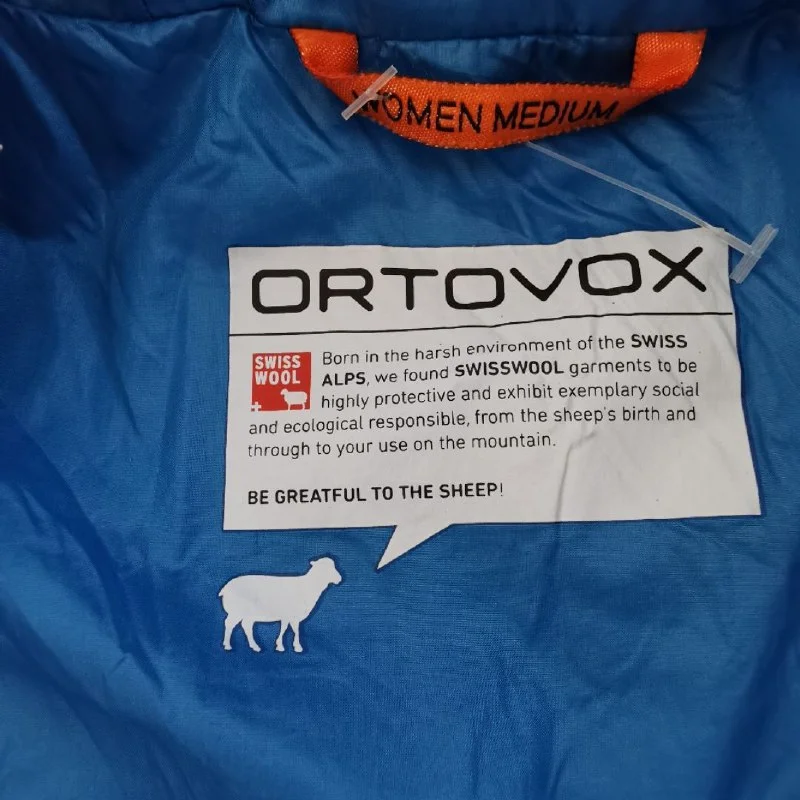 WOMEN MEDIUM
ORTOVOX
SWISS
WOOL
Born in the harsh environment of the SWISS
ALPS, we found SWISSWOOL garments to be
highly protective and exhibit exemplary social
and ecological responsible, from the sheep's birth and
through to your use on the mountain.
BE GREATFUL TO THE SHEEP!